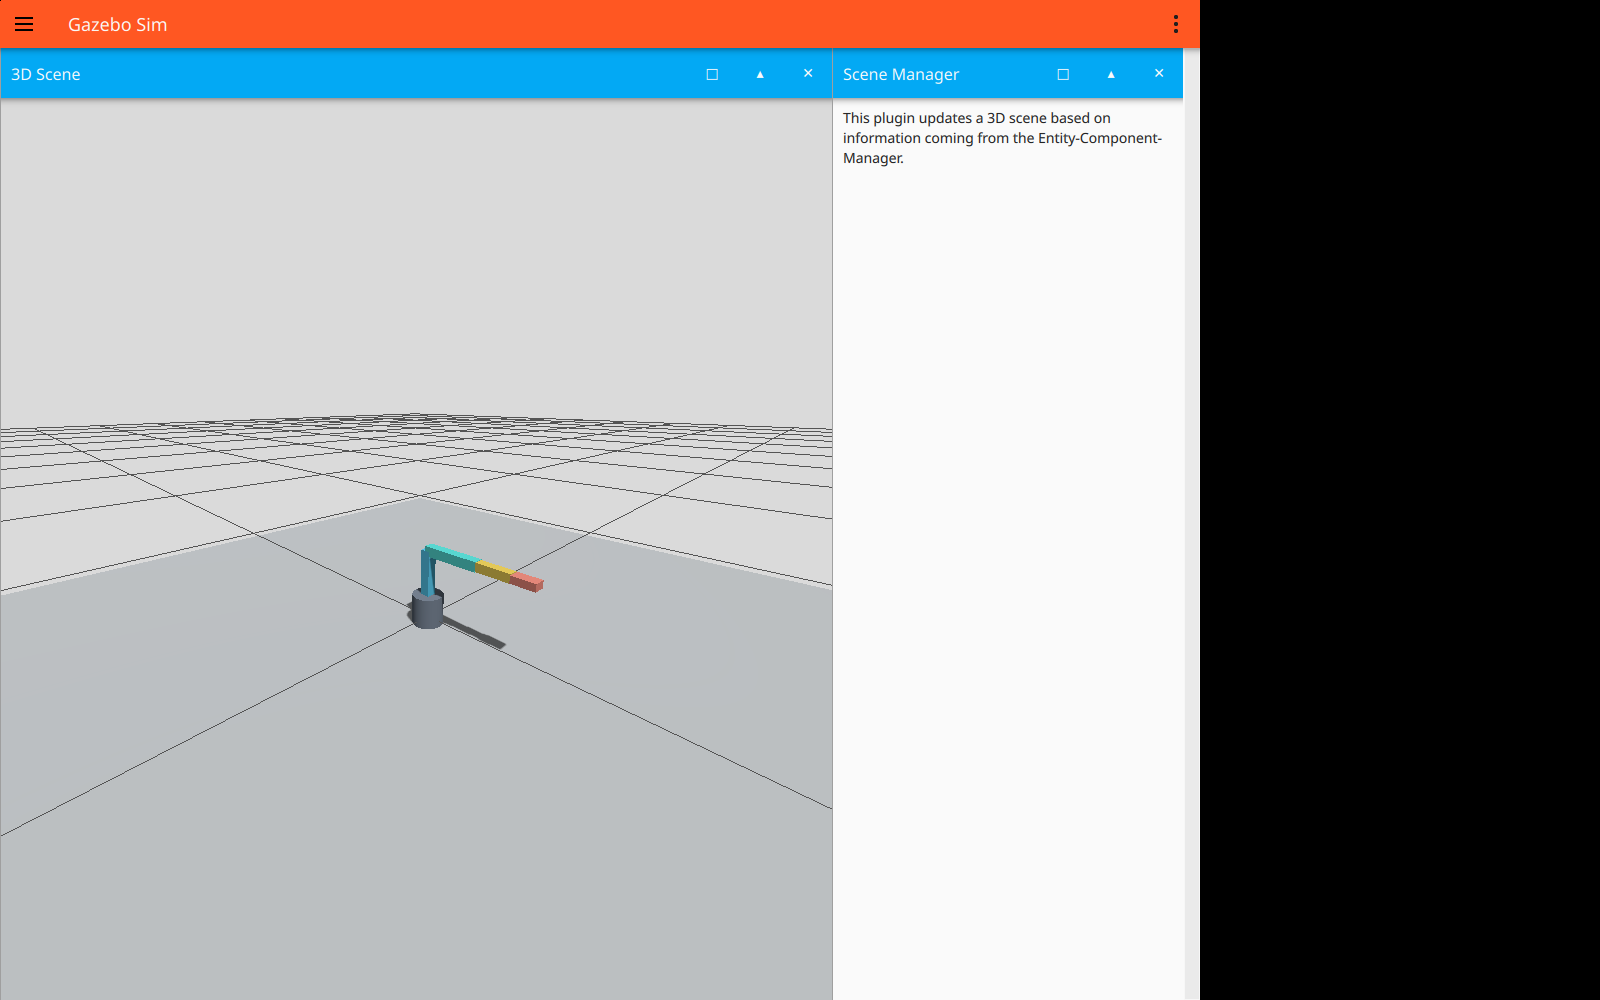 Gazebo Sim
3D Scene
Scene Manager
This plugin updates a 3D scene based on
information coming from the Entity-Component-
Manager.